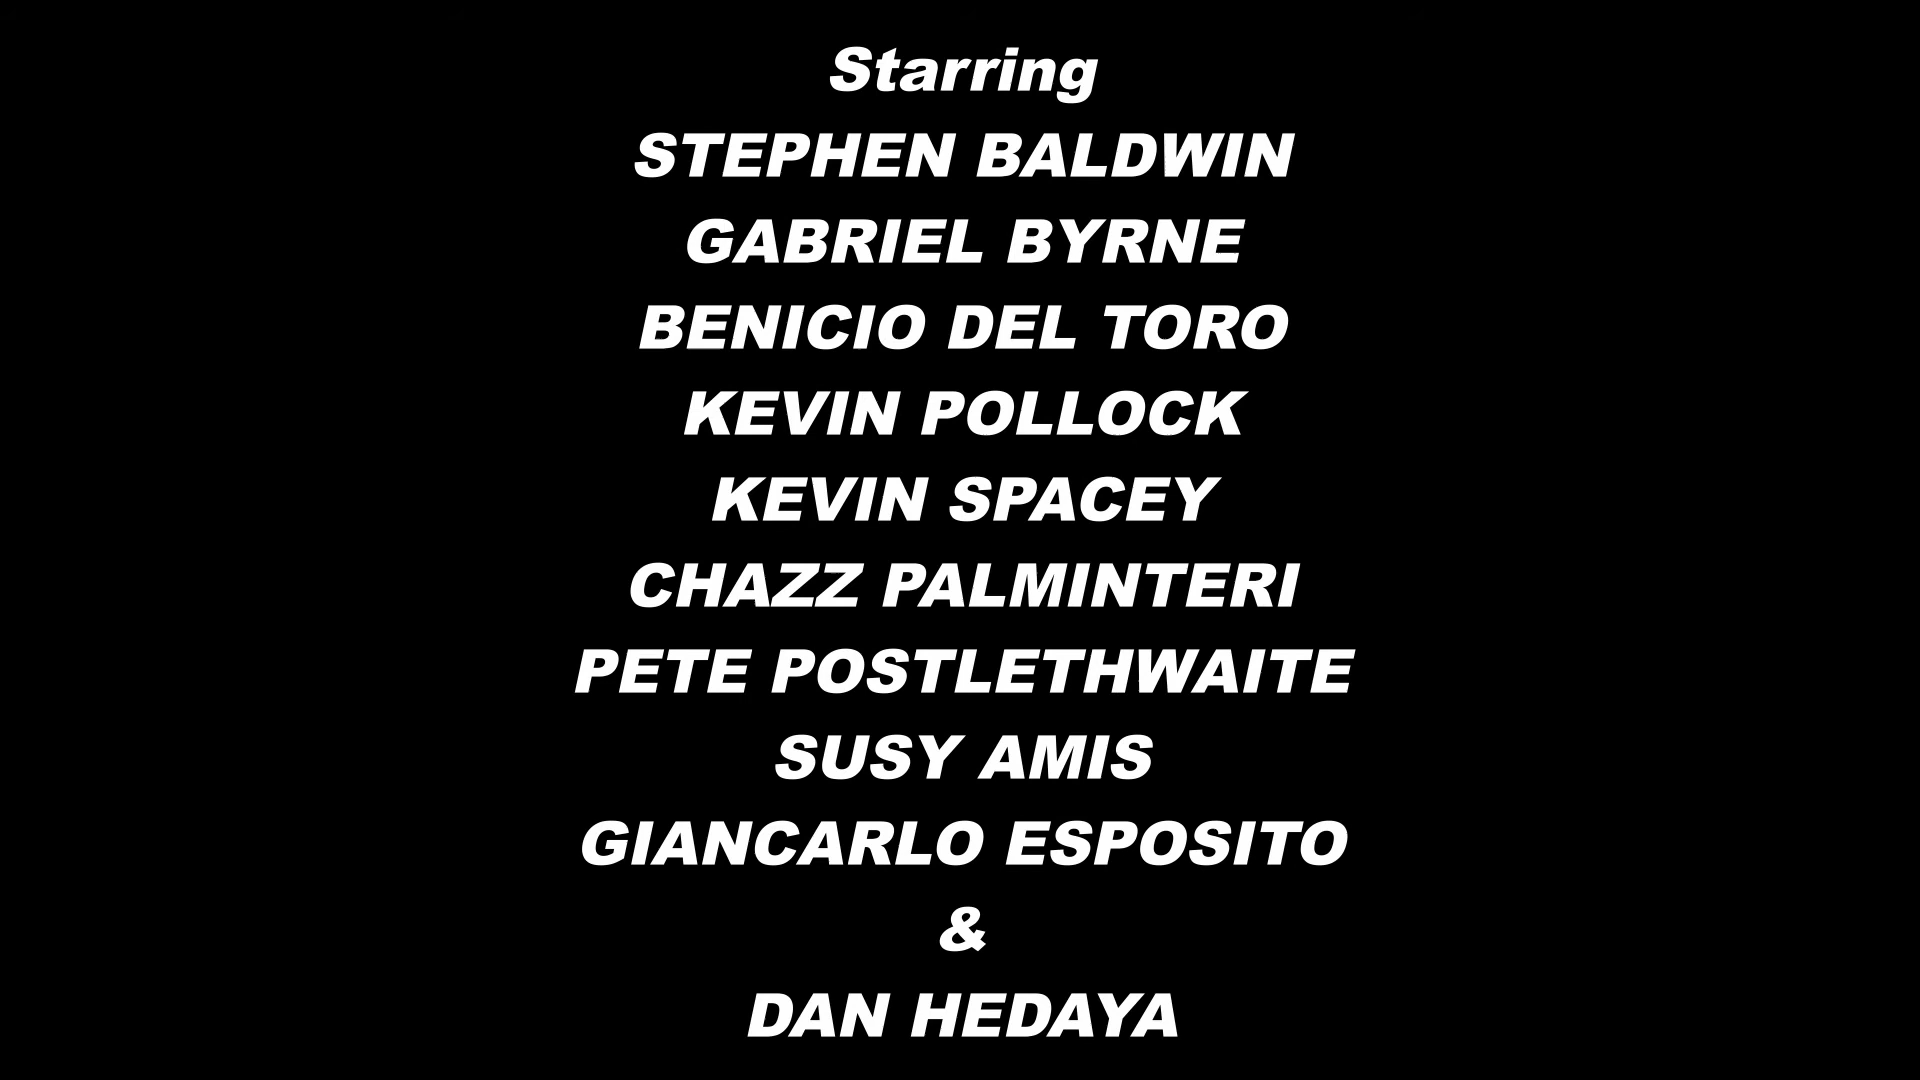 Starring
STEPHEN BALDWIN
GABRIEL BYRNE
BENICIO DEL TORO
KEVIN POLLOCK
KEVIN SPACEY
CHAZZ PALMINTERI
PETE POSTLETHWAITE
SUSY AMIS
GIANCARLO ESPOSITO
&
DAN HEDAYA